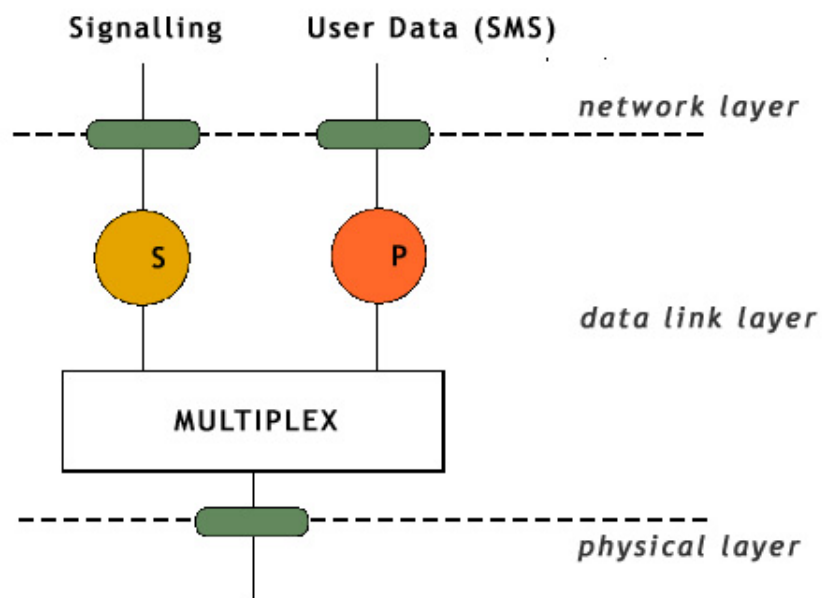 Signalling
User Data (SMS)
network layer
S
P
data link layer
MULTIPLEX
physical layer